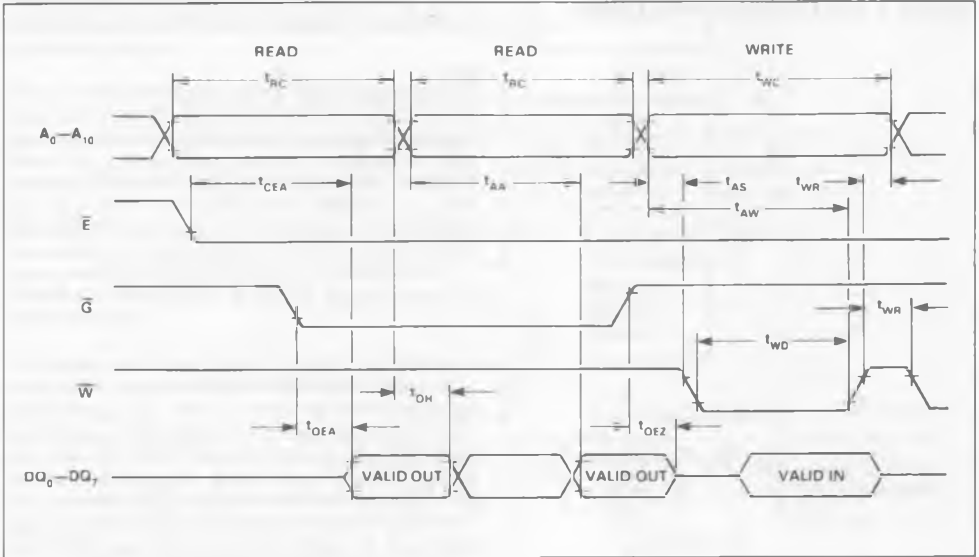 READ READ WRITE
tRC tRC tWC
A0—A10
tCEA tAA tAS tWR
tAW
E
G
tWR
tWD
W
tOH
tOEA tOEZ
DQ0—DQ7 VALID OUT VALID OUT VALID IN